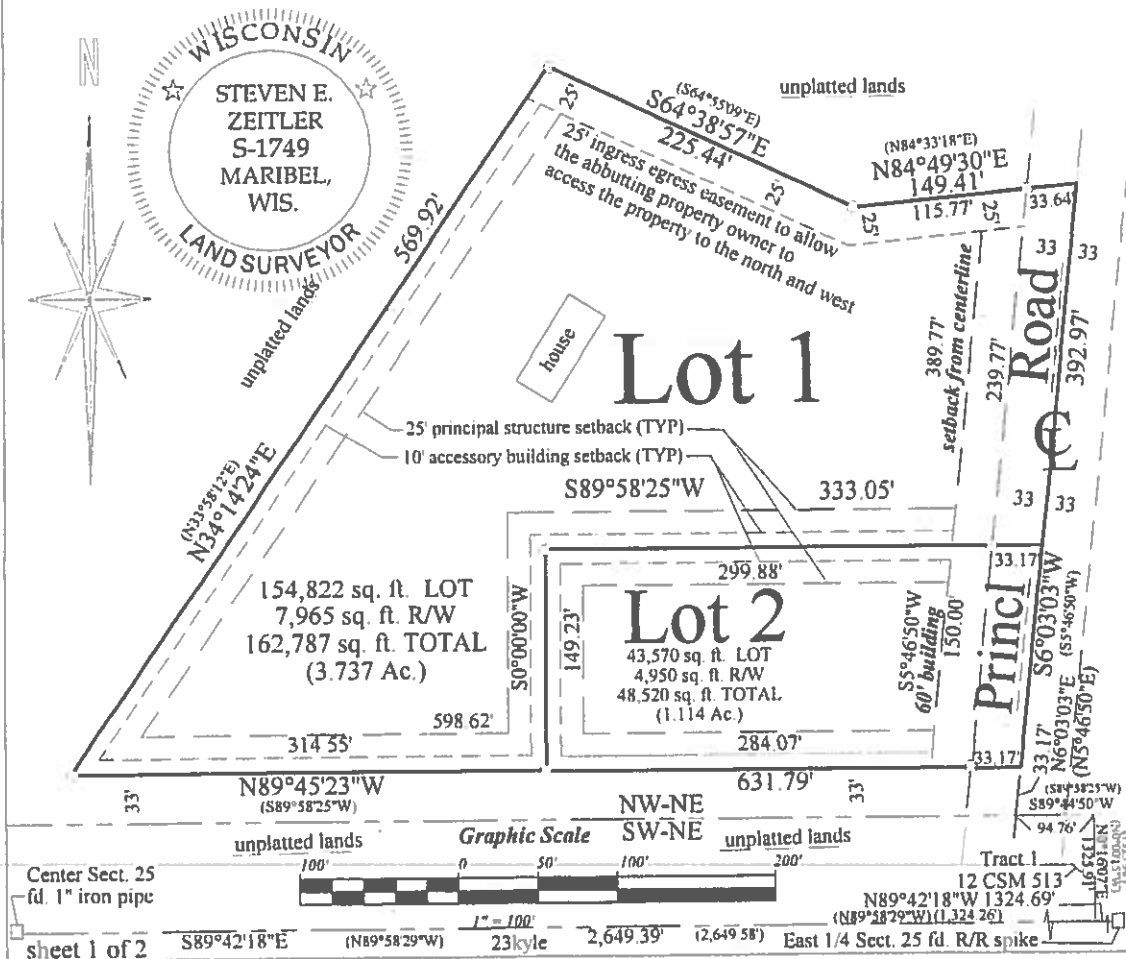 N
WISCONSIN
STEVEN E.
ZEITLER
S-1749
MARIBEL,
WIS.
LAND SURVEYOR
unplatted lands
(S64°55'09"E)
S64°38'57"E
225.44'
25'
25'
25' ingress egress easement to allow
the abbutting property owner to
access the property to the north and west
unplatted lands
(N84°33'18"E)
N84°49'30"E
149.41'
115.77'
33.64'
25'
25'
33
33
569.92'
(N33°58'12"E)
N34°14'24"E
house
Lot 1
389.77'
setback from centerline
239.77'
Road
392.97'
25' principal structure setback (TYP)
10' accessory building setback (TYP)
S89°58'25"W
333.05'
33
33
154,822 sq. ft. LOT
7,965 sq. ft. R/W
162,787 sq. ft. TOTAL
(3.737 Ac.)
S0°00'00"W
149.23'
299.88'
33.17'
Lot 2
43,570 sq. ft. LOT
4,950 sq. ft. R/W
48,520 sq. ft. TOTAL
(1.114 Ac.)
S5°46'50"W
60' building
150.00'
Princl
S6°03'03"W
(S5°46'50"W)
598.62'
314.55'
284.07'
33.17'
33.17'
N6°03'03"E
(N5°46'50"E)
N89°45'23"W
(S89°58'25"W)
631.79'
33'
33'
NW-NE
SW-NE
S89°44'50"W
94.76'
1325.91'
unplatted lands
Graphic Scale
unplatted lands
100'
0
50'
100'
200'
1" = 100'
Center Sect. 25
fd. 1" iron pipe
Tract 1
12 CSM 513
N89°42'18"W 1324.69'
(N89°58'29"W)(1,324.26)
sheet 1 of 2
S89°42'18"E
(N89°58'29"W)
23kyle
2,649.39'
(2,649.58')
East 1/4 Sect. 25 fd. R/R spike